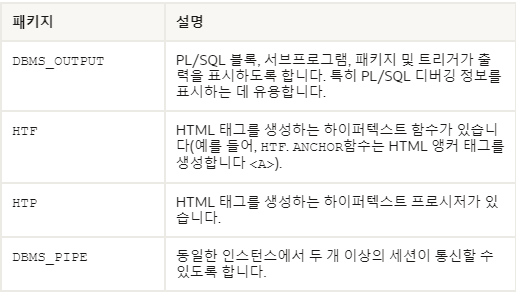 패키지 설명
DBMS_OUTPUT PL/SQL 블록, 서브프로그램, 패키지 및 트리거가 출
력을 표시하도록 합니다. 특히 PL/SQL 디버깅 정보를
표시하는 데 유용합니다.
HTF HTML 태그를 생성하는 하이퍼텍스트 함수가 있습니
다(예를 들어, HTF. ANCHOR함수는 HTML 앵커 태그를
생성합니다 <A>).
HTP HTML 태그를 생성하는 하이퍼텍스트 프로시저가 있
습니다.
DBMS_PIPE 동일한 인스턴스에서 두 개 이상의 세션이 통신할 수
있도록 합니다.